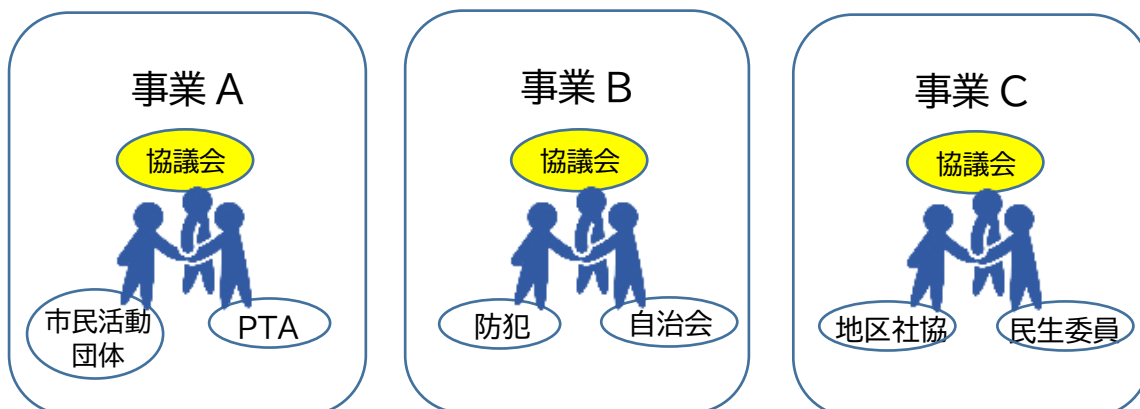 事業 A
協議会
市民活動
団体
PTA
事業 B
協議会
防犯
自治会
事業 C
協議会
地区社協
民生委員